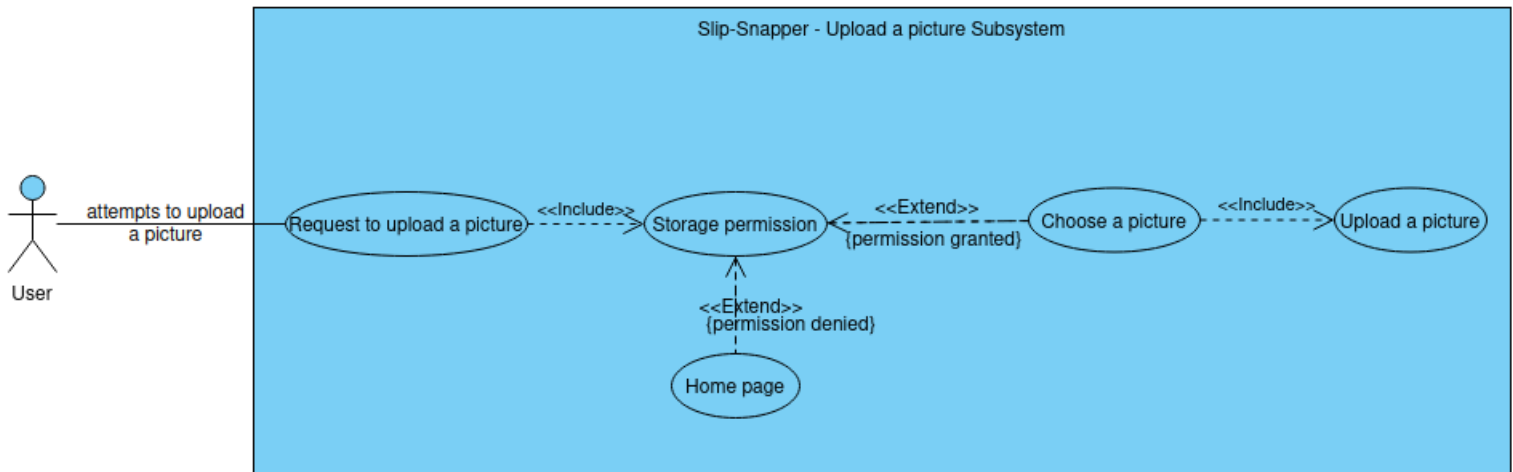 Slip-Snapper - Upload a picture Subsystem
attempts to upload
a picture
User
Request to upload a picture
<<Include>>
Storage permission
<<Extend>>
{permission granted}
Choose a picture
<<Include>>
Upload a picture
<<Extend>>
{permission denied}
Home page